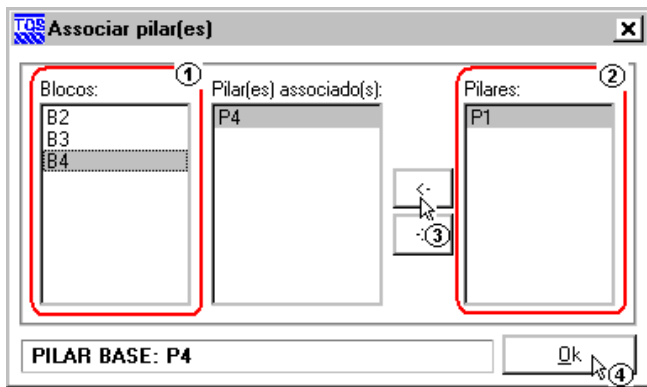 TQS Associar pilar(es)
1
2
Blocos:
Pilar(es) associado(s):
Pilares:
B2
B3
B4
P4
P1
<-
3
PILAR BASE: P4
Ok
4